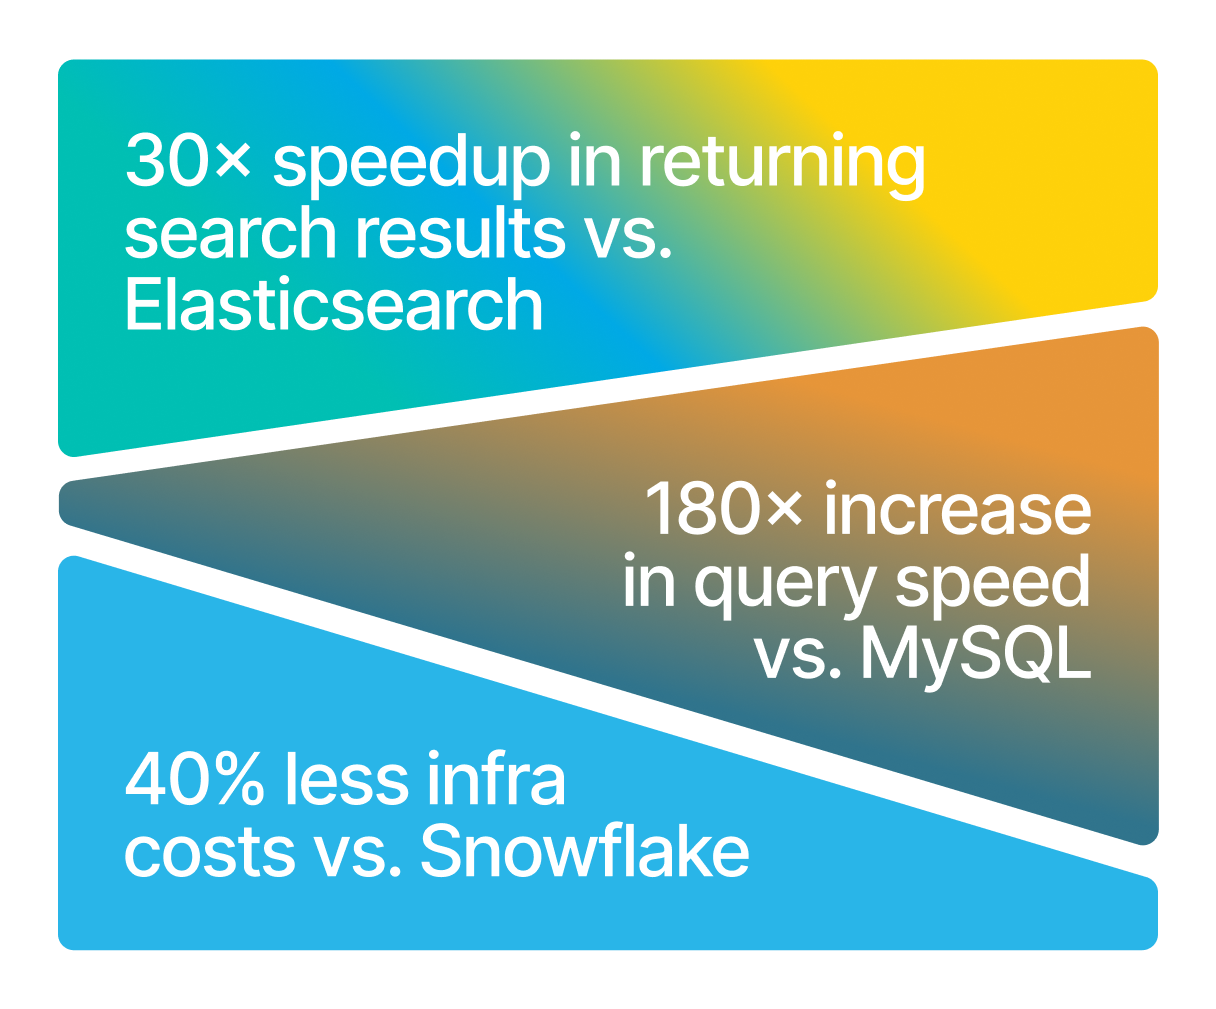 30× speedup in returning
search results vs.
Elasticsearch
180× increase
in query speed
vs. MySQL
40% less infra
costs vs. Snowflake